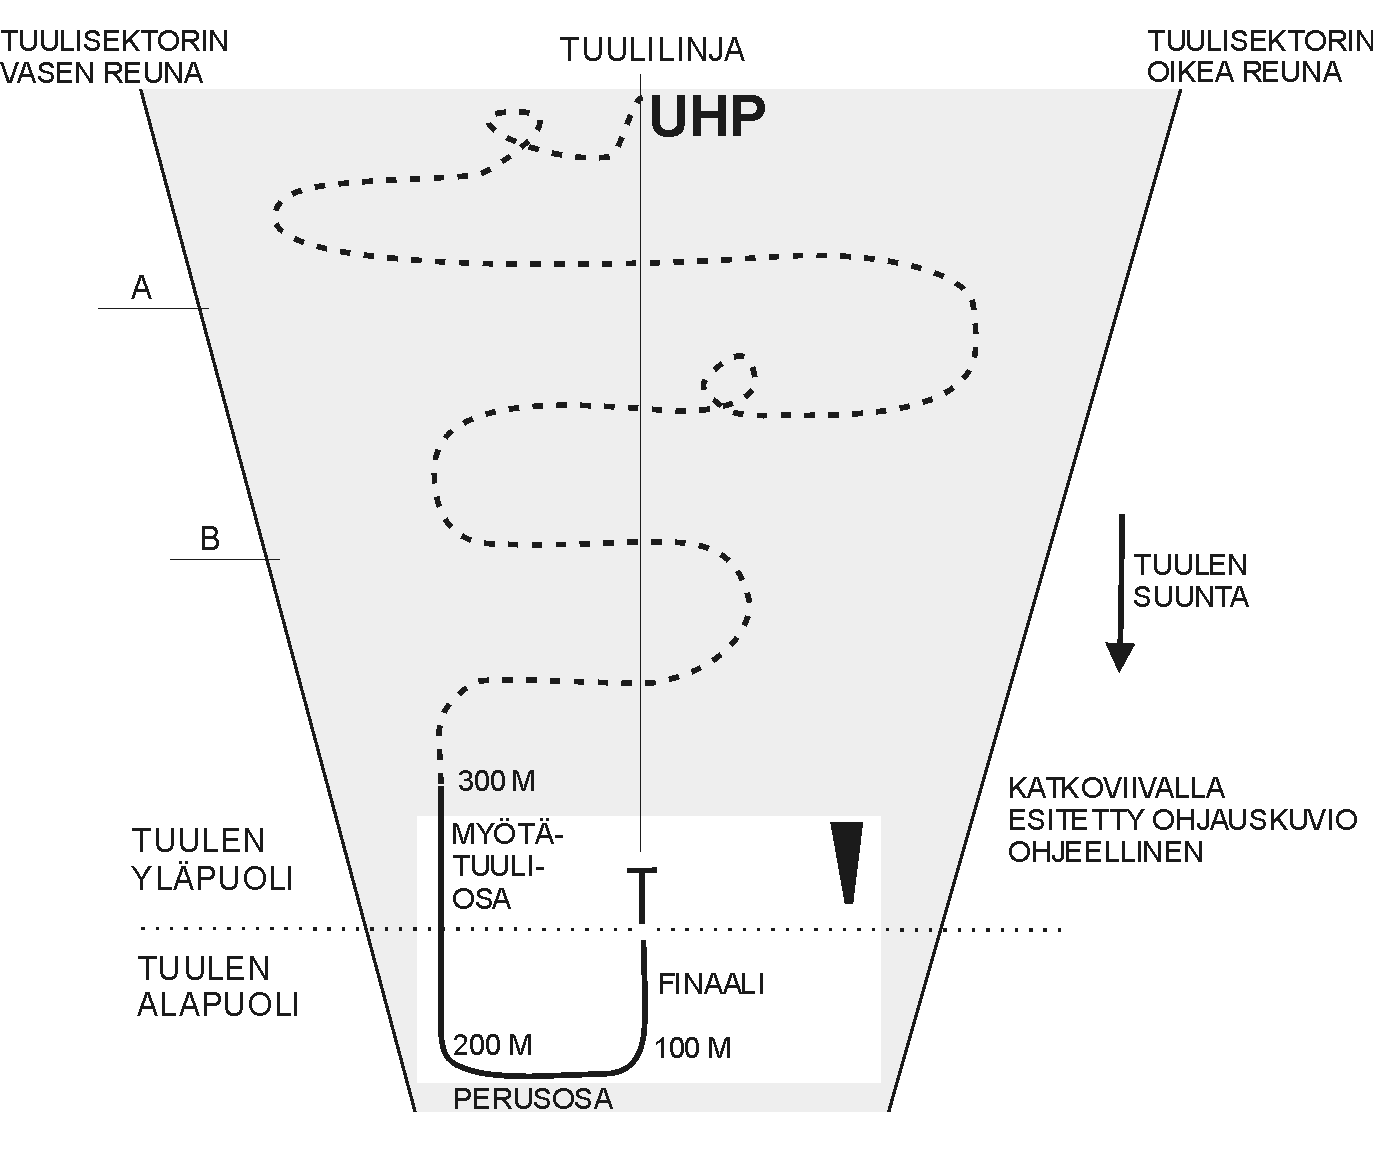 TUULISEKTORIN
VASEN REUNA
TUULILINJA
TUULISEKTORIN
OIKEA REUNA
UHP
A
B
TUULEN
SUUNTA
300 M
KATKOVIIVALLA
ESITETTY OHJAUSKUVIO
OHJEELLINEN
MYÖTÄ-
TUULI-
OSA
TUULEN
YLÄPUOLI
T
TUULEN
ALAPUOLI
FINAALI
200 M
100 M
PERUSOSA